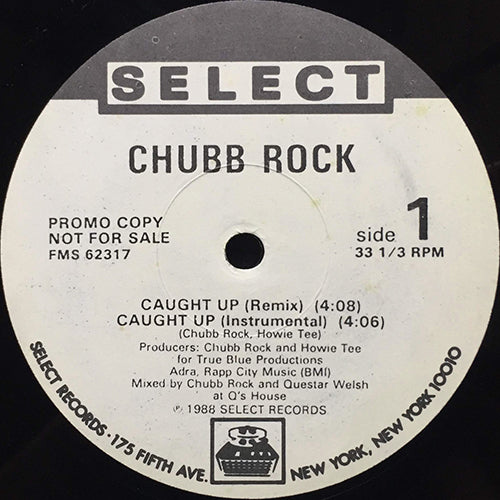 SELECT
CHUBB ROCK
PROMO COPY
NOT FOR SALE
FMS 62317
side 1
33 1/3 RPM
CAUGHT UP (Remix) (4:08)
CAUGHT UP (Instrumental) (4:06)
(Chubb Rock, Howie Tee)
Producers: Chubb Rock and Howie Tee
for True Blue Productions
Adra, Rapp City Music (BMI)
Mixed by Chubb Rock and Questar Welsh
at Q's House
℗ 1988 SELECT RECORDS
SELECT RECORDS · 175 FIFTH AVE. NEW YORK, NEW YORK 10010